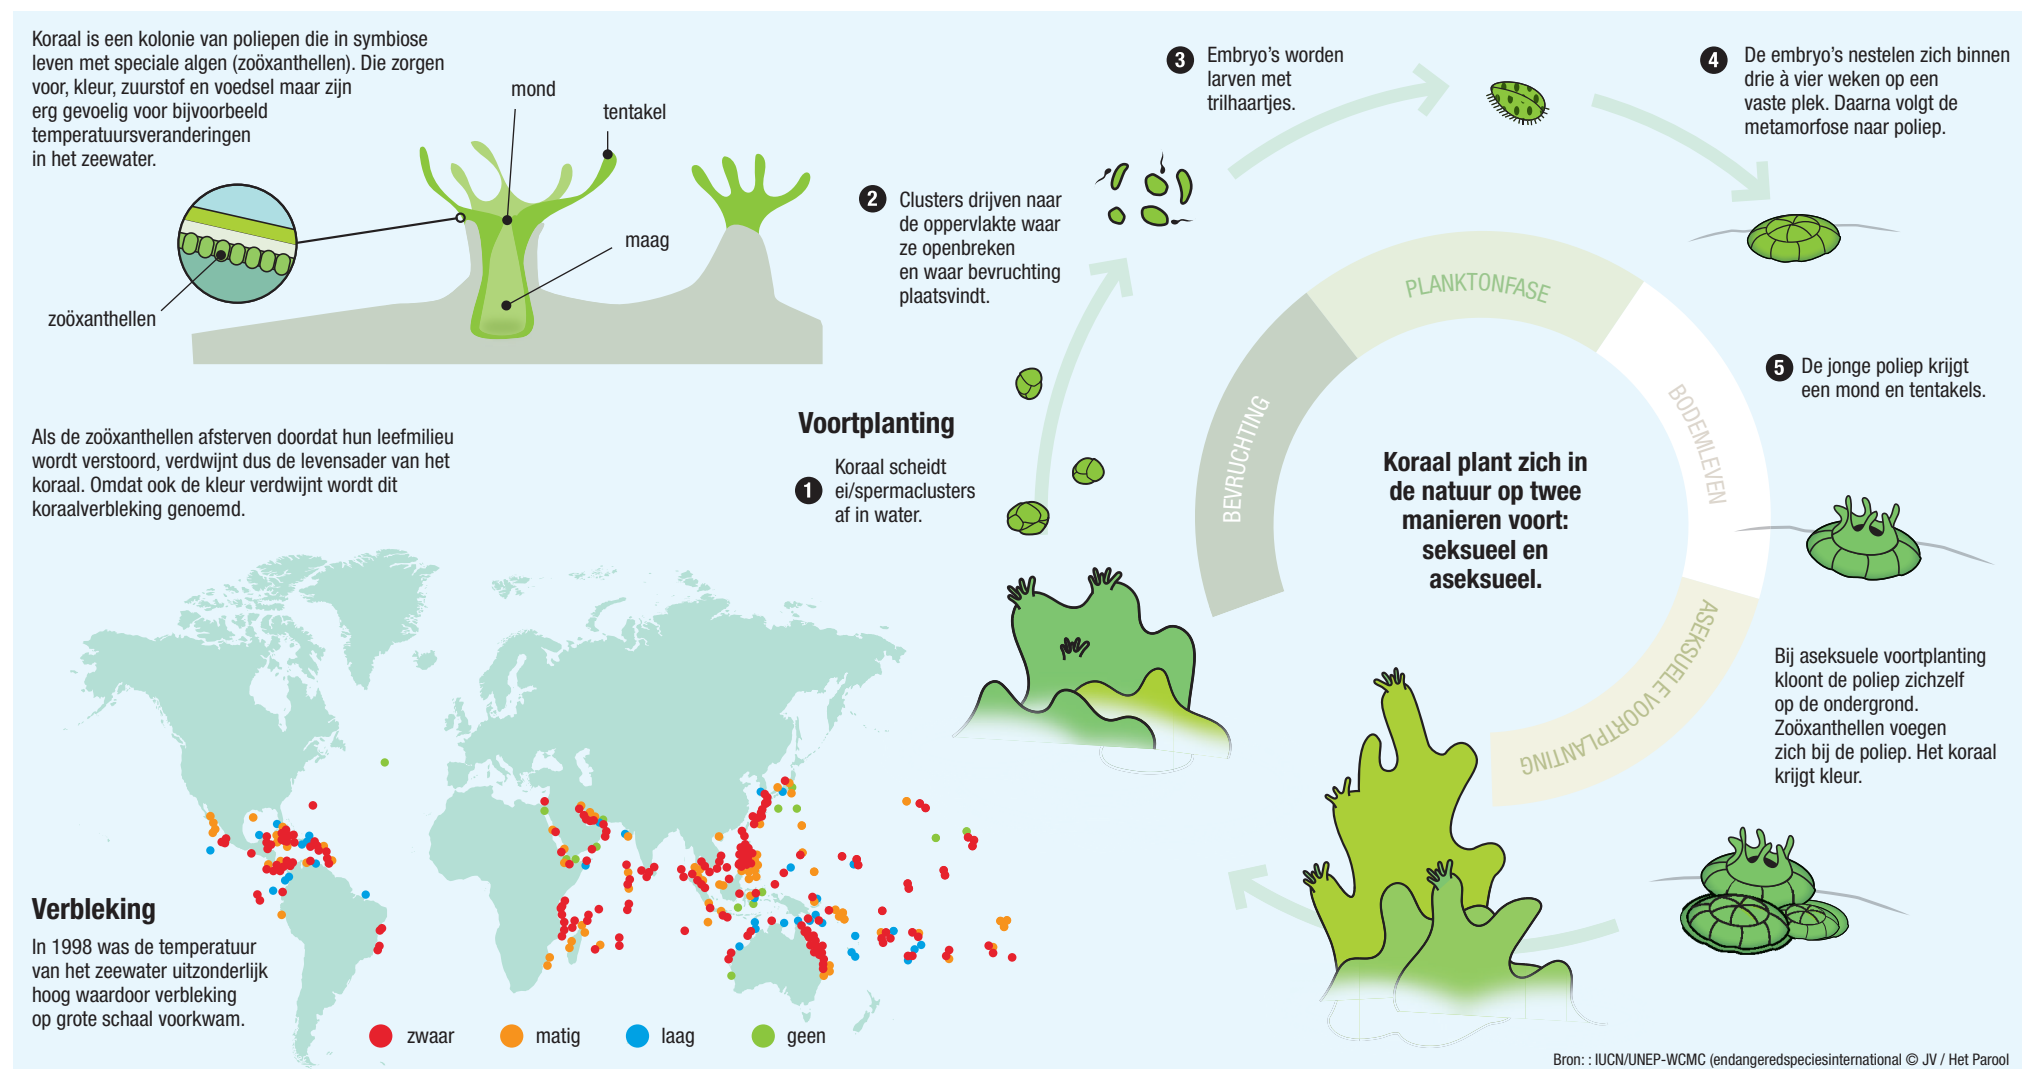 Koraal is een kolonie van poliepen die in symbiose
leven met speciale algen (zoöxanthellen). Die zorgen
voor, kleur, zuurstof en voedsel maar zijn
erg gevoelig voor bijvoorbeeld
temperatuursveranderingen
in het zeewater.
mond
tentakel
maag
zoöxanthellen
Als de zoöxanthellen afsterven doordat hun leefmilieu
wordt verstoord, verdwijnt dus de levensader van het
koraal. Omdat ook de kleur verdwijnt wordt dit
koraalverbleking genoemd.
Verbleking
In 1998 was de temperatuur
van het zeewater uitzonderlijk
hoog waardoor verbleking
op grote schaal voorkwam.
zwaar
matig
laag
geen
Voortplanting
1
Koraal scheidt
ei/spermaclusters
af in water.
2
Clusters drijven naar
de oppervlakte waar
ze openbreken
en waar bevruchting
plaatsvindt.
3
Embryo's worden
larven met
trilhaartjes.
4
De embryo's nestelen zich binnen
drie à vier weken op een
vaste plek. Daarna volgt de
metamorfose naar poliep.
5
De jonge poliep krijgt
een mond en tentakels.
BEVRUCHTING
PLANKTONFASE
BODEMLEVEN
ASEKSUELE VOORTPLANTING
Koraal plant zich in
de natuur op twee
manieren voort:
seksueel en
aseksueel.
Bij aseksuele voortplanting
kloont de poliep zichzelf
op de ondergrond.
Zoöxanthellen voegen
zich bij de poliep. Het koraal
krijgt kleur.
Bron: : IUCN/UNEP-WCMC (endangeredspeciesinternational © JV / Het Parool